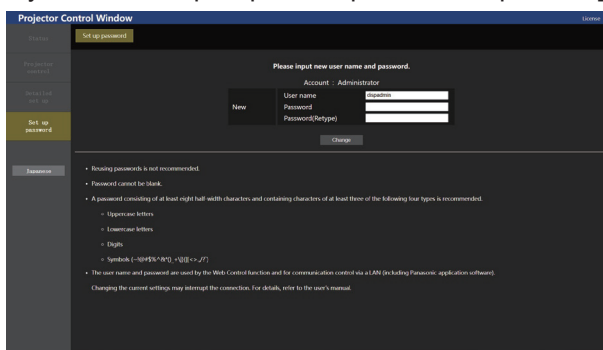 Projector Control Window
License
Status
Set up password
Projector control
Detailed set up
Set up password
Japanese
Please input new user name and password.
Account : Administrator
New
User name
dispadmin
Password
Password(Retype)
Change
• Reusing passwords is not recommended.
• Password cannot be blank.
• A password consisting of at least eight half-width characters and containing characters of at least three of the following four types is recommended.
Uppercase letters
Lowercase letters
Digits
Symbols
• The user name and password are used by the Web Control function and for communication control via a LAN (including Panasonic application software).
Changing the current settings may interrupt the connection. For details, refer to the user's manual.